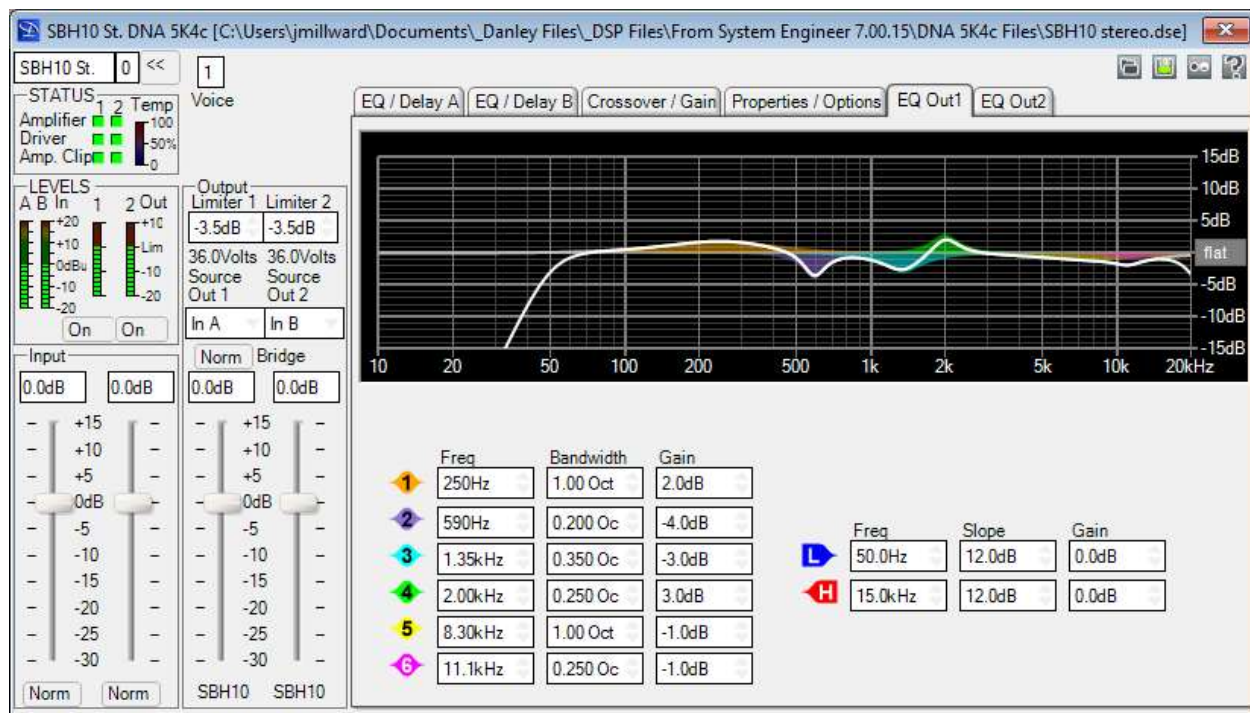 SBH10 St. DNA 5K4c [C:\Users\jmillward\Documents\_Danley Files\_DSP Files\From System Engineer 7.00.15\DNA 5K4c Files\SBH10 stereo.dse]
SBH10 St. 0 <<
1
Voice
STATUS 1 2 Temp
Amplifier 100
Driver 50%
Amp. Clip 0
LEVELS
A B In 1 2 Out
+20 +10
+10 Lim
0dBu -10
-10 -20
-20
On On
Output
Limiter 1 Limiter 2
-3.5dB -3.5dB
36.0Volts 36.0Volts
Source Source
Out 1 Out 2
In A In B
Norm Bridge
0.0dB 0.0dB
+15
+10
+5
0dB
-5
-10
-15
-20
-25
-30
SBH10 SBH10
Input
0.0dB 0.0dB
+15
+10
+5
0dB
-5
-10
-15
-20
-25
-30
Norm Norm
EQ / Delay A EQ / Delay B Crossover / Gain Properties / Options EQ Out1 EQ Out2
15dB
10dB
5dB
flat
-5dB
-10dB
-15dB
10 20 50 100 200 500 1k 2k 5k 10k 20kHz
Freq Bandwidth Gain
1 250Hz 1.00 Oct 2.0dB
2 590Hz 0.200 Oc -4.0dB
3 1.35kHz 0.350 Oc -3.0dB
4 2.00kHz 0.250 Oc 3.0dB
5 8.30kHz 1.00 Oct -1.0dB
6 11.1kHz 0.250 Oc -1.0dB
Freq Slope Gain
L 50.0Hz 12.0dB 0.0dB
H 15.0kHz 12.0dB 0.0dB